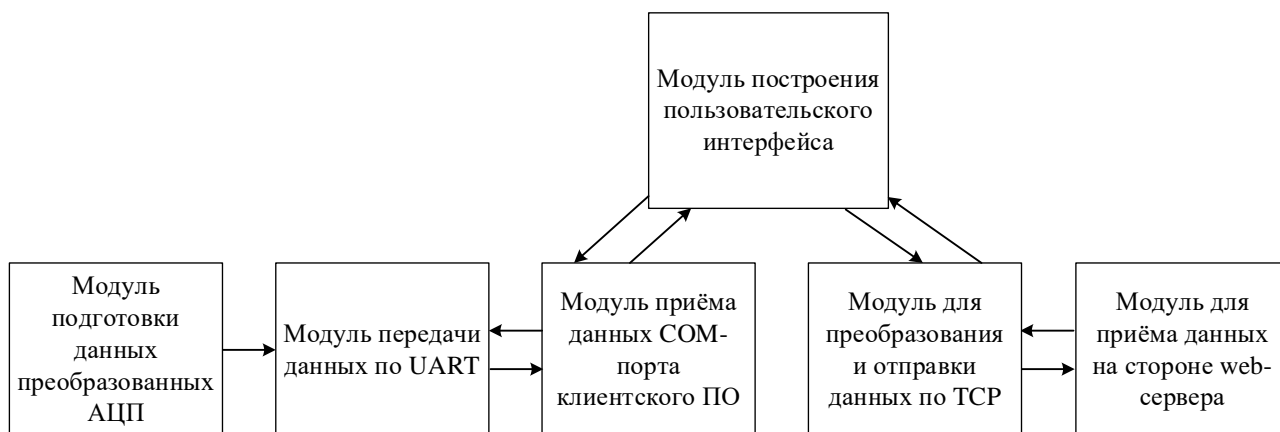 Модуль построения
пользовательского
интерфейса
Модуль
подготовки
данных
преобразованных
АЦП
Модуль передачи
данных по UART
Модуль приёма
данных COM-
порта
клиентского ПО
Модуль для
преобразования
и отправки
данных по TCP
Модуль для
приёма данных
на стороне web-
сервера